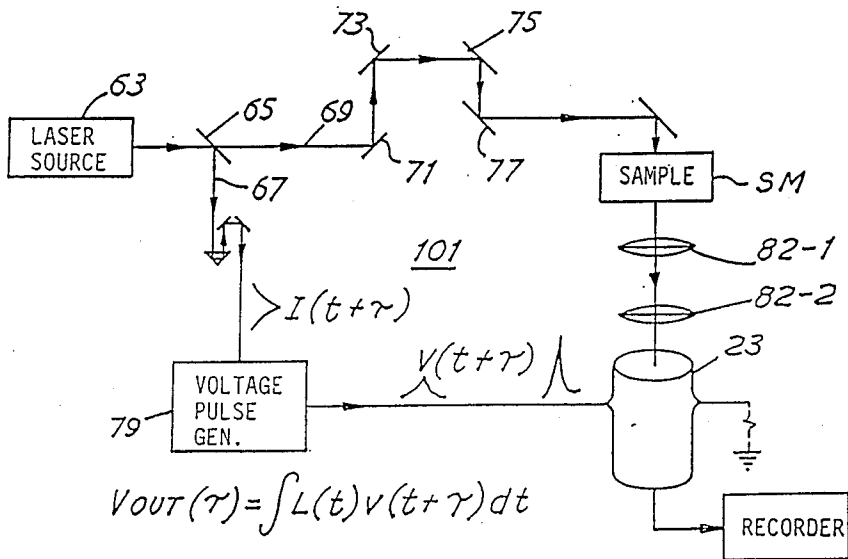 73
75
63
65
69
LASER
SOURCE
71
77
67
SAMPLE
SM
101
82-1
82-2
I(t+τ)
V(t+τ)
23
79
VOLTAGE
PULSE
GEN.
VOUT(τ)=∫L(t)V(t+τ)dt
RECORDER